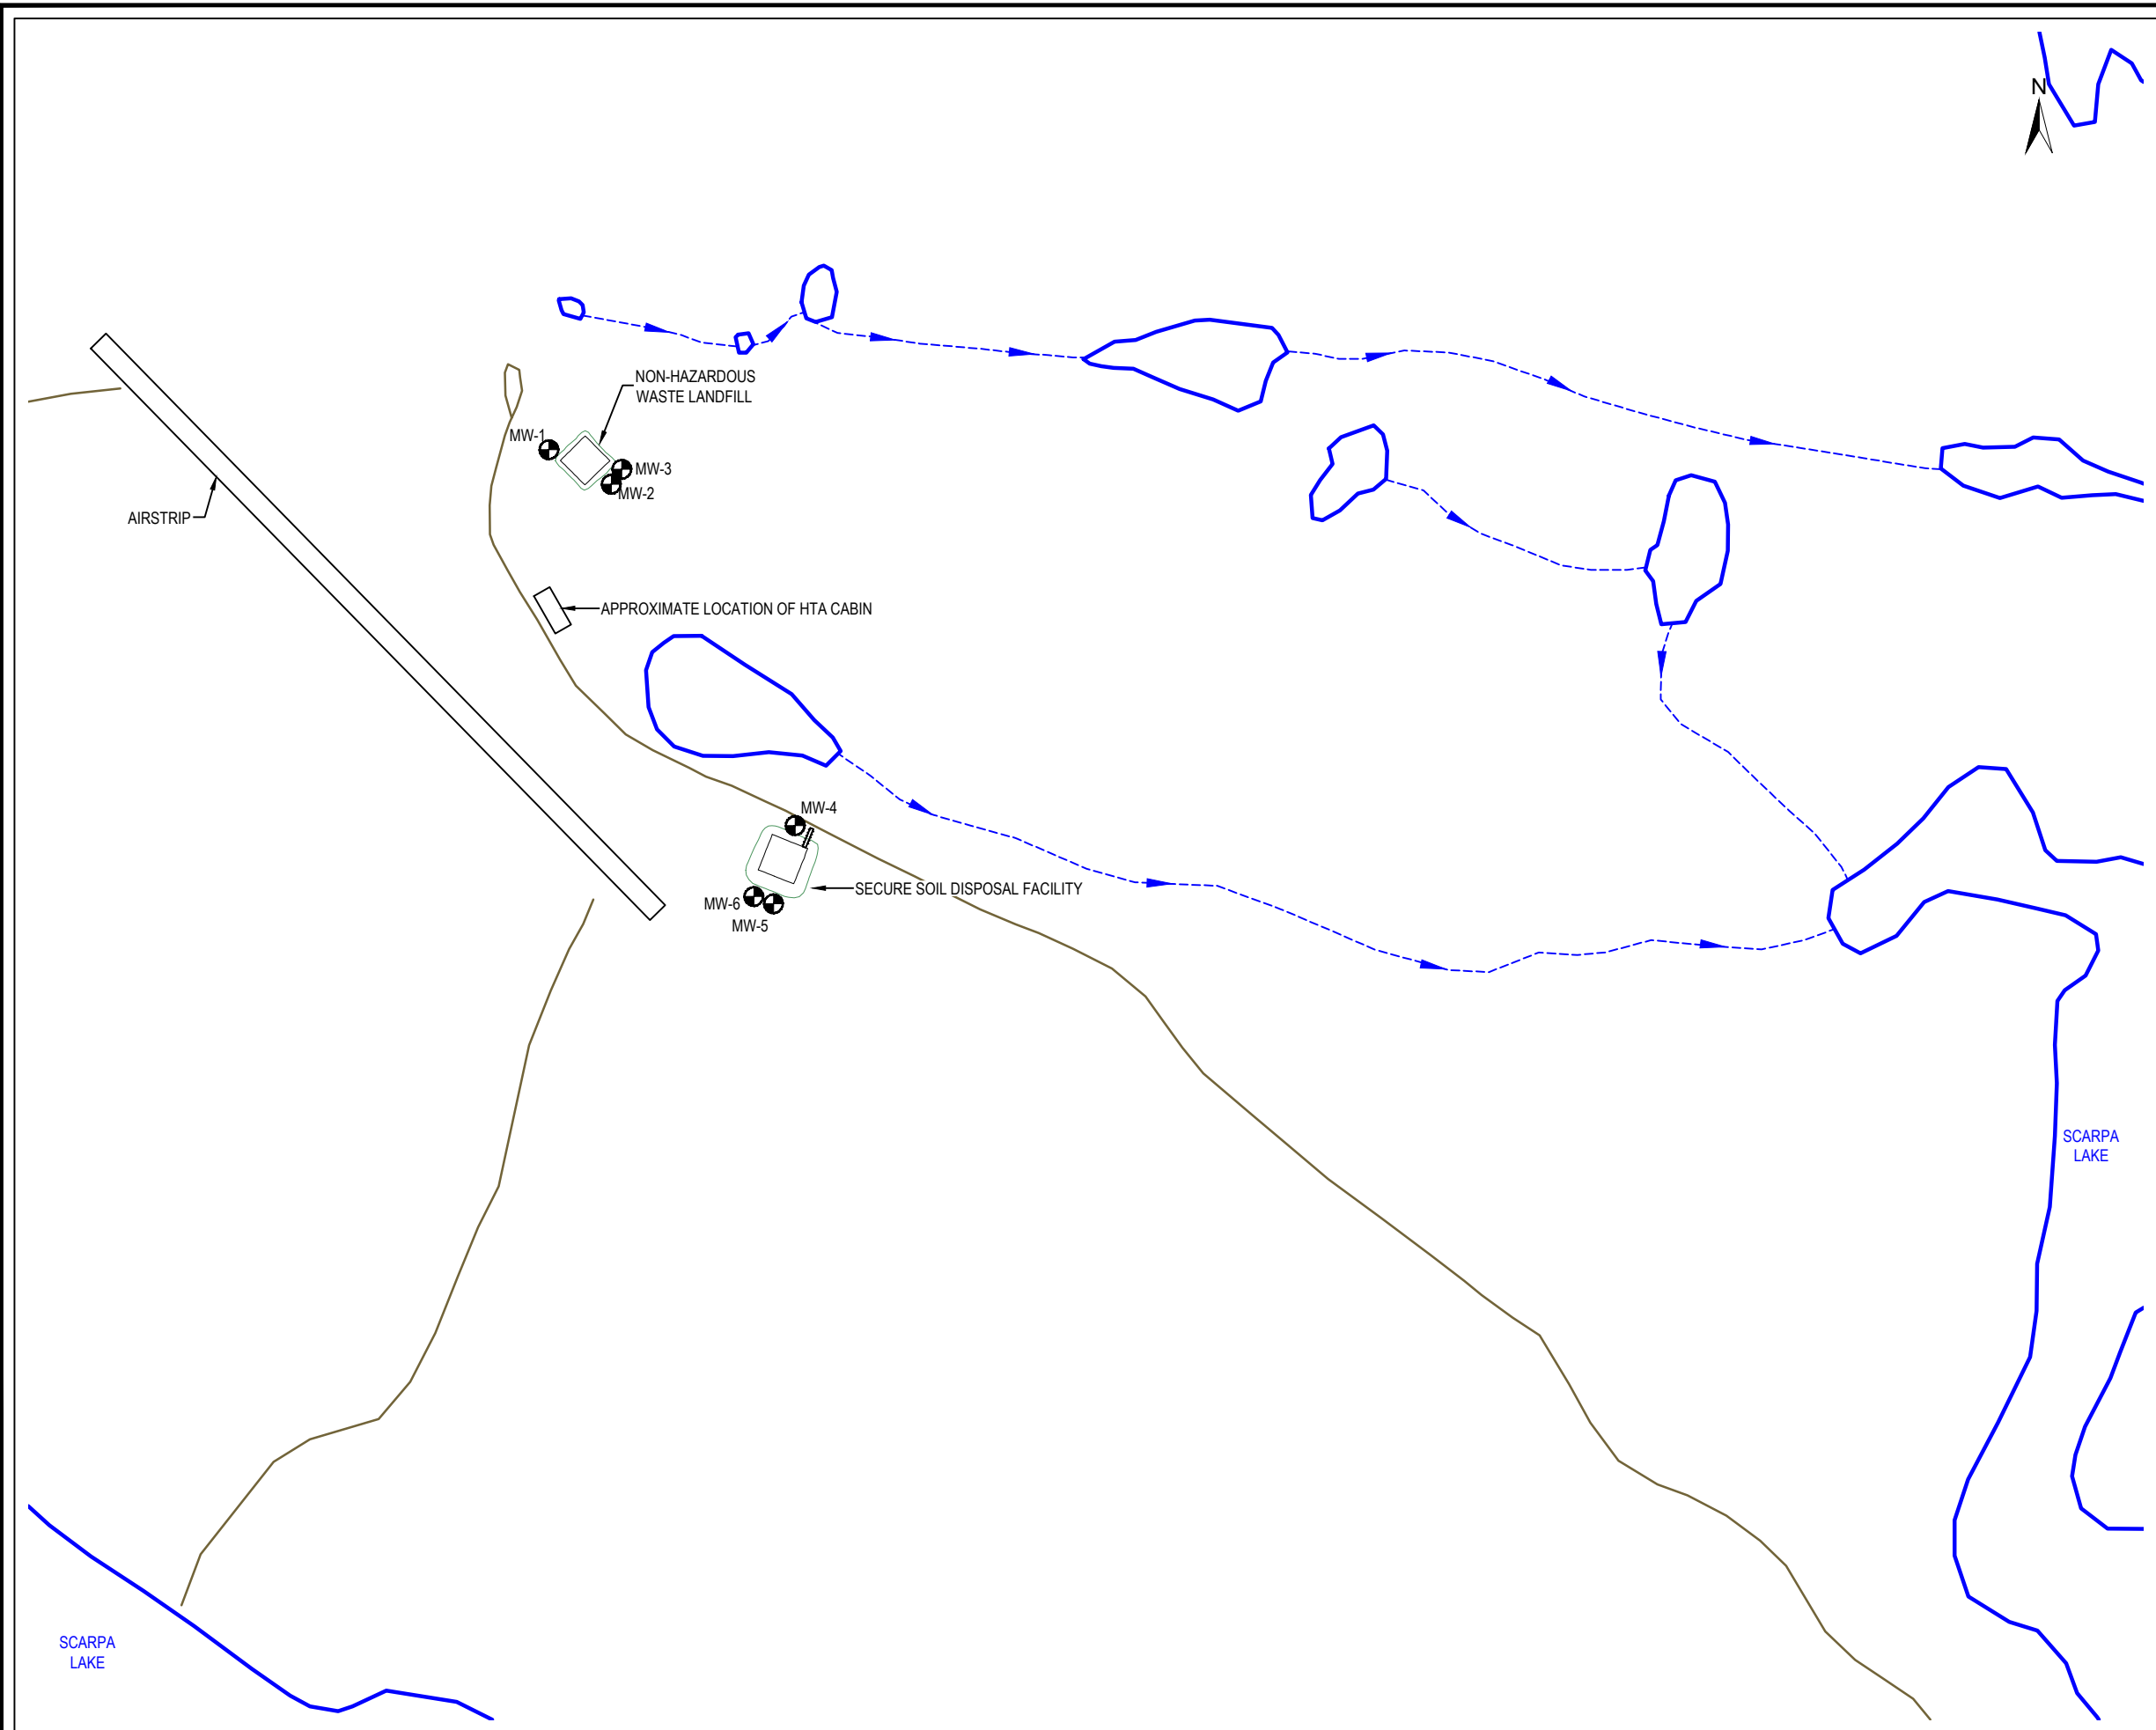 N
NON-HAZARDOUS
WASTE LANDFILL
MW-1
MW-3
MW-2
AIRSTRIP
APPROXIMATE LOCATION OF HTA CABIN
MW-4
SECURE SOIL DISPOSAL FACILITY
MW-6
MW-5
SCARPA
LAKE
SCARPA
LAKE